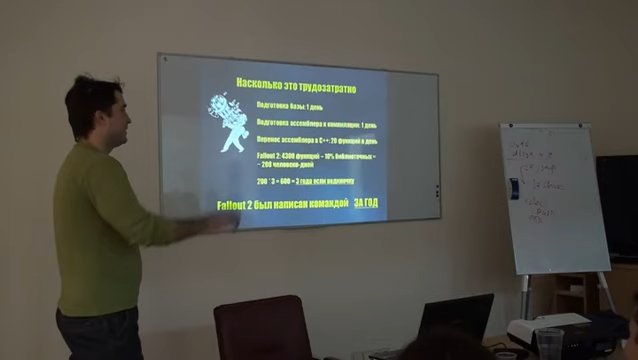 Насколько это трудозатратно
Подготовка базы: 1 день
Подготовка ассемблера к компиляции: 1 день
Перенос ассемблера в C++: 20 функций в день
Fallout 2: 4300 функций – 10% библиотечных =
~ 200 человеко-дней
200 * 3 = 600 = 3 года если в одиночку
Fallout 2 был написан командой ЗА ГОД